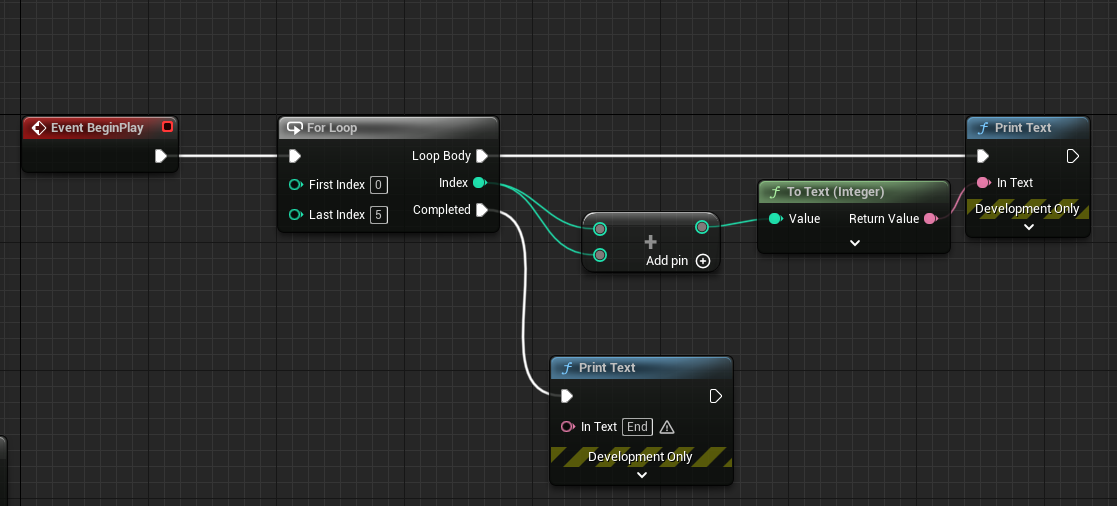 Event BeginPlay
For Loop
Loop Body
First Index 0
Index
Last Index 5
Completed
+
Add pin
To Text (Integer)
Value
Return Value
Print Text
In Text
Development Only
Print Text
In Text End
Development Only